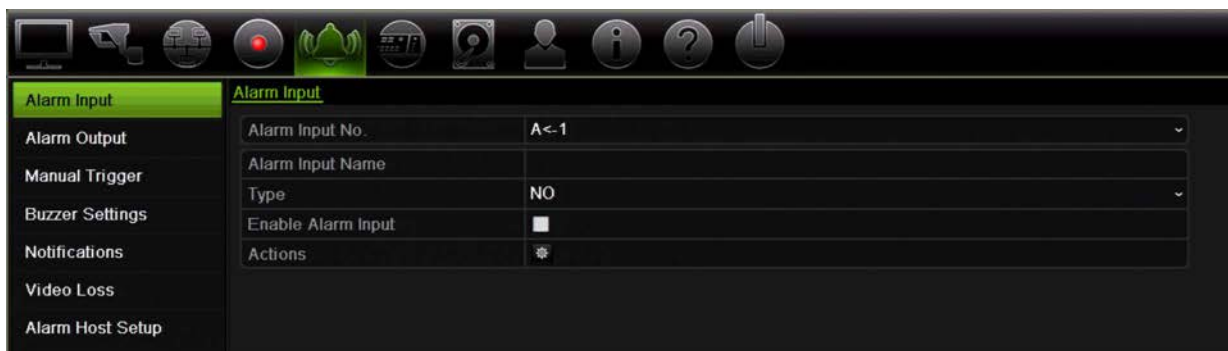 Alarm Input
Alarm Output
Manual Trigger
Buzzer Settings
Notifications
Video Loss
Alarm Host Setup
Alarm Input
Alarm Input No. A<-1
Alarm Input Name
Type NO
Enable Alarm Input
Actions